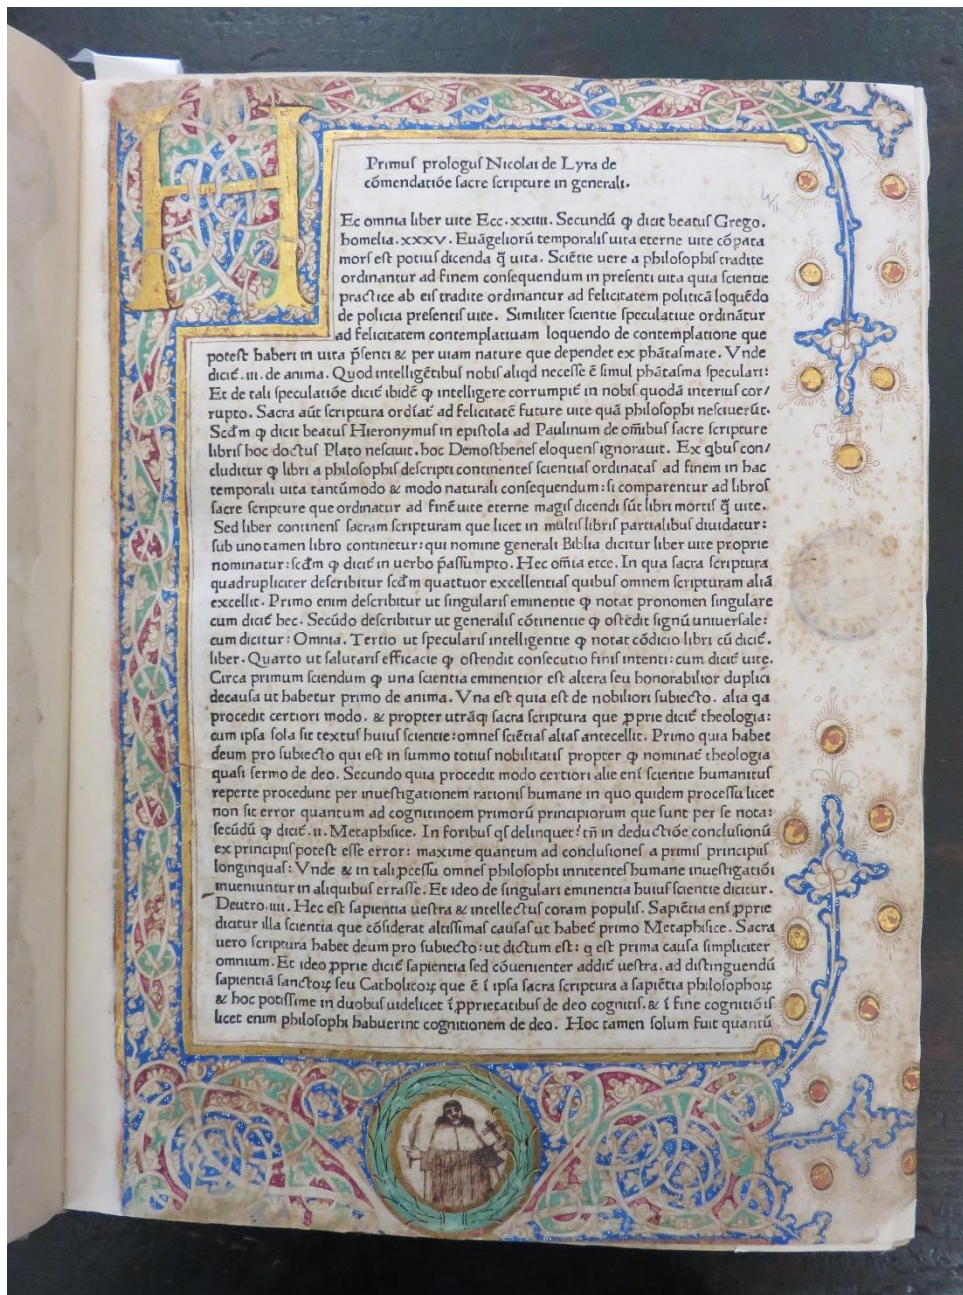 Primuſ prologuſ Nicolai de Lyra de
cōmendatiōe ſacre ſcripture in generali.
H
Ec omnia liber uite Ecc. xxiiii. Secundū ꝙ dicit beatuſ Grego.
homelia. xxxv. Euāgeliorū temporaliſ uita eterne uite cōpata
morſ eſt potiuſ dicenda q̄ uita. Sciētie uere a philoſophiſ tradite
ordinantur ad finem conſequendum in preſenti uita quia ſcientie
practice ab eiſ tradite ordinantur ad felicitatem politicā loquēdo
de policia preſentiſ uite. Similiter ſcientie ſpeculatiue ordinātur
ad felicitatem contemplatiuam loquendo de contemplatione que
poteſt haberi in uita p̄ſenti & per uiam nature que dependet ex phātaſmate. Vnde
dicit᷑. iii. de anima. Quod intelligētibuſ nobiſ aliqd neceſſe ē ſimul phātaſma ſpeculari:
Et de tali ſpeculatiōe dicit᷑ ibidē ꝙ intelligere corrumpit᷑ in nobiſ quodā interiuſ cor/
rupto. Sacra aūt ſcriptura ordīat᷑ ad felicitatē future uite quā philoſophi neſciuerūt.
Scd̄m ꝙ dicit beatuſ Hieronymuſ in epiſtola ad Paulinum de om̄ibuſ ſacre ſcripture
libriſ hoc doctuſ Plato neſciuit. hoc Demoſtheneſ eloquenſ ignorauit. Ex qbuſ con/
cluditur ꝙ libri a philoſophiſ deſcripti continenteſ ſcientiaſ ordinataſ ad finem in hac
temporali uita tantūmodo & modo naturali conſequendum: ſi comparentur ad libroſ
ſacre ſcripture que ordinatur ad finē uite eterne magiſ dicendi ſūt libri mortiſ q̄ uite.
Sed liber continenſ ſacram ſcripturam que licet in multiſ libriſ partialibuſ diuidatur:
ſub uno tamen libro continetur: qui nomine generali Biblia dicitur liber uite proprie
nominatur: ſcd̄m ꝙ dicit᷑ in uerbo p̄aſſumpto. Hec om̄ia etce. In qua ſacra ſcriptura
quadrupliciter deſcribitur ſcd̄m quattuor excellentiaſ quibuſ omnem ſcripturam aliā
excellit. Primo enim deſcribitur ut ſingulariſ eminentie ꝙ notat pronomen ſingulare
cum dicit᷑ hec. Secūdo deſcribitur ut generaliſ cōtinentie ꝙ oſtēdit ſignū uniuerſale:
cum dicitur: Omnia. Tertio ut ſpeculariſ intelligentie ꝙ notat cōdicio libri cū dicit᷑.
liber. Quarto ut ſalutariſ efficacie ꝙ oſtendit conſecutio finiſ intenti: cum dicit᷑ uite.
Circa primum ſciendum ꝙ una ſcientia eminentior eſt altera ſeu honorabilior duplici
decauſa ut habetur primo de anima. Vna eſt quia eſt de nobiliori ſubiecto. alia qa
procedit certiori modo. & propter utrāqȝ ſacra ſcriptura que ꝓprie dicit᷑ theologia:
cum ipſa ſola ſit textuſ huiuſ ſcientie: omneſ ſciētiaſ aliaſ antecellit. Primo quia habet
deum pro ſubiecto qui eſt in ſummo totiuſ nobilitatiſ propter ꝙ nominat᷑ theologia
quaſi ſermo de deo. Secundo quia procedit modo certiori alie enī ſcientie humanituſ
reperte procedunt per inueſtigationem rationiſ humane in quo quidem proceſſu licet
non ſit error quantum ad cognitinoem primorū principiorum que ſunt per ſe nota:
ſecūdū ꝙ dicit᷑. ii. Metaphiſice. In foribuſ qſ delinquet? tn̄ in deductiōe concluſionū
ex principiiſ poteſt eſſe error: maxime quantum ad concluſioneſ a primiſ principiiſ
longinquaſ: Vnde & in tali ꝓceſſu omneſ philoſophi innitenteſ humane inueſtigatiōi
inueniuntur in aliquibuſ erraſſe. Et ideo de ſingulari eminentia huiuſ ſcientie dicitur.
Deutro. iiii. Hec eſt ſapientia ueſtra & intellectuſ coram populiſ. Sapiētia enī ꝓprie
dicitur illa ſcientia que cōſiderat altiſſimaſ cauſaſ ut habet᷑ primo Metaphiſice. Sacra
uero ſcriptura habet deum pro ſubiecto: ut dictum eſt: q eſt prima cauſa ſimpliciter
omnium. Et ideo ꝓprie dicit᷑ ſapientia ſed cōuenienter addit᷑ ueſtra. ad diſtinguendū
ſapientiā ſanctoꝝ ſeu Catholicoꝝ que ē ī ipſa ſacra ſcriptura a ſapiētia philoſophoꝝ
& hoc potiſſime in duobuſ uidelicet ī ꝓprietatibuſ de deo cognitiſ. & ī fine cognitiōiſ
licet enim philoſophi habuerint cognitionem de deo. Hoc tamen ſolum fuit quantū